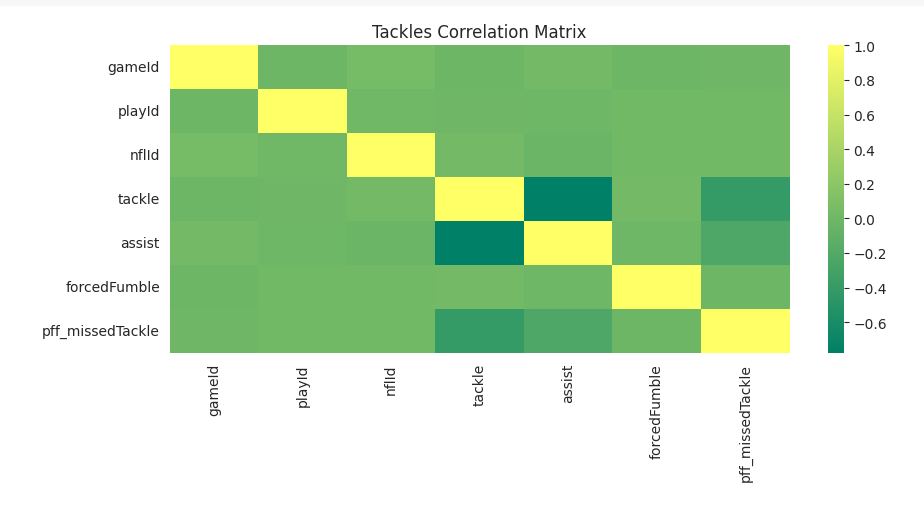 Tackles Correlation Matrix
gameId
playId
nflId
tackle
assist
forcedFumble
pff_missedTackle
gameId
playId
nflId
tackle
assist
forcedFumble
pff_missedTackle
1.0
0.8
0.6
0.4
0.2
0.0
−0.2
−0.4
−0.6